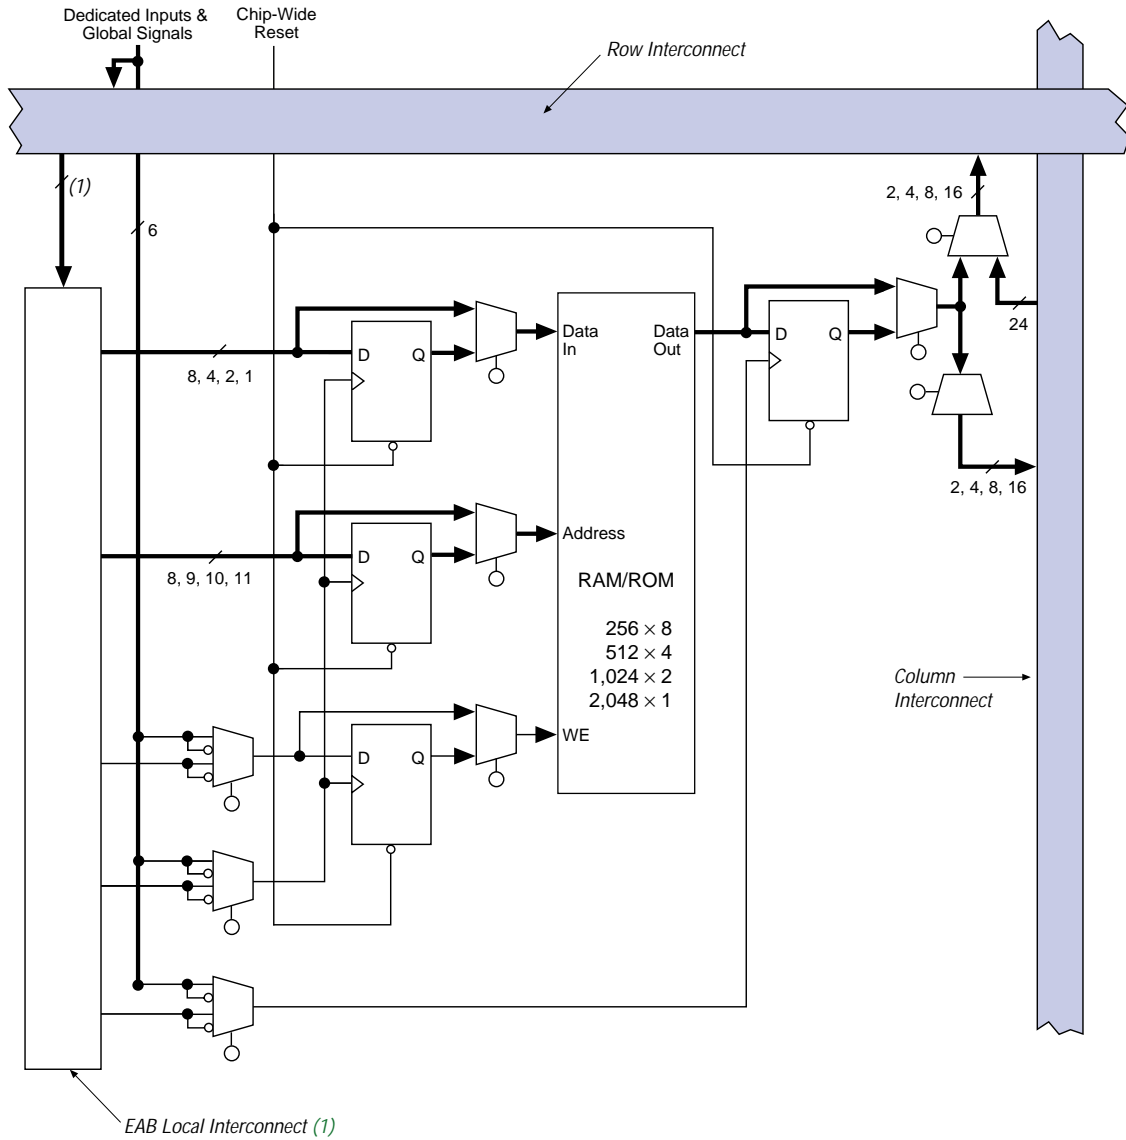 Dedicated Inputs &
Global Signals
Chip-Wide
Reset
Row Interconnect
(1)
6
2, 4, 8, 16
24
8, 4, 2, 1
D
Q
Data
In
Data
Out
D
Q
2, 4, 8, 16
8, 9, 10, 11
D
Q
Address
RAM/ROM
256 × 8
512 × 4
1,024 × 2
2,048 × 1
Column
Interconnect
D
Q
WE
EAB Local Interconnect (1)